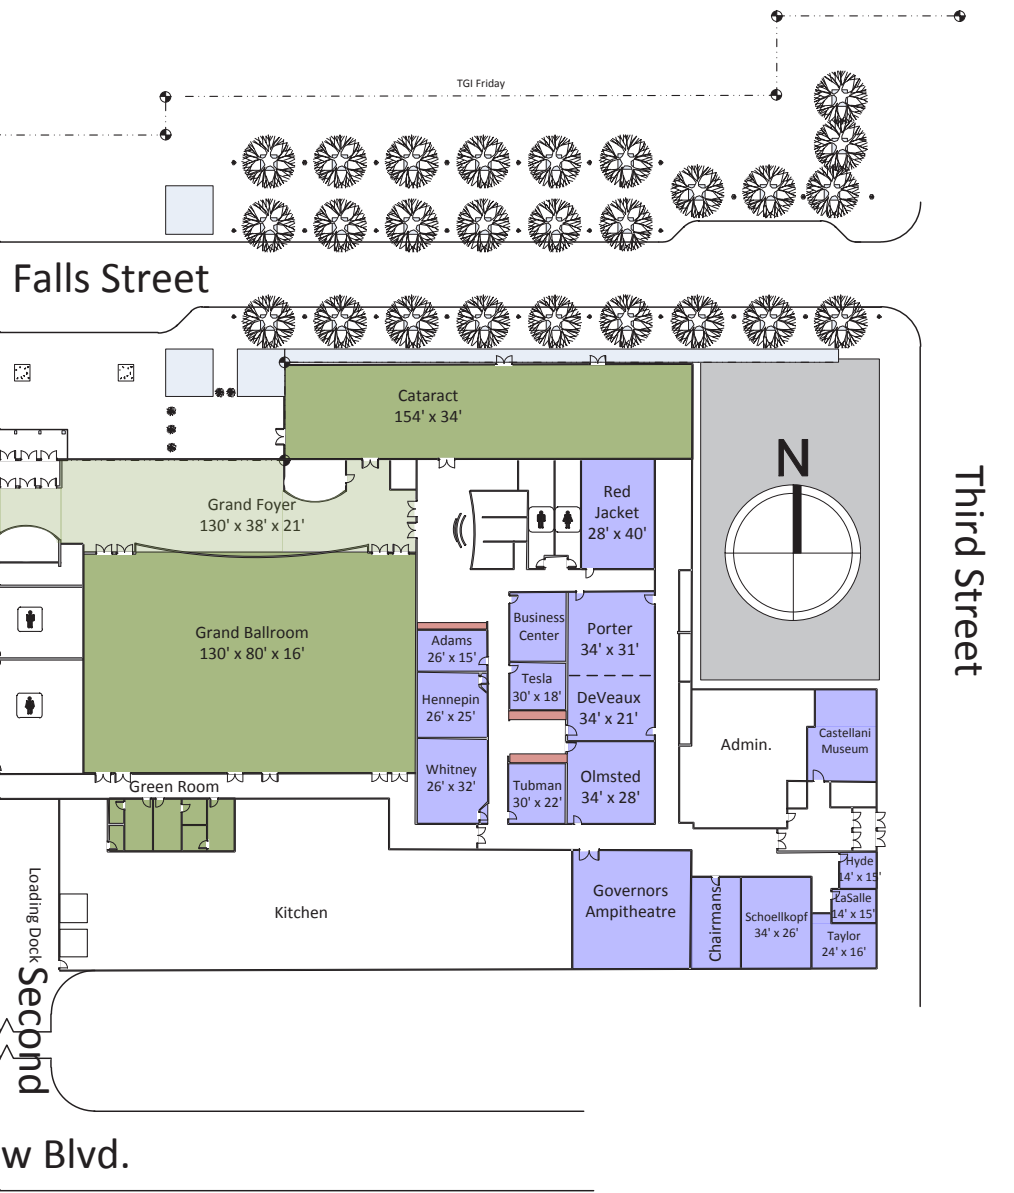 TGI Friday
Falls Street
Cataract
154' x 34'
N
Third Street
Grand Foyer
130' x 38' x 21'
Red
Jacket
28' x 40'
Grand Ballroom
130' x 80' x 16'
Business
Center
Porter
34' x 31'
Adams
26' x 15'
Tesla
30' x 18'
Hennepin
26' x 25'
DeVeaux
34' x 21'
Admin.
Castellani
Museum
Whitney
26' x 32'
Tubman
30' x 22'
Olmsted
34' x 28'
Green Room
Loading Dock
Kitchen
Governors
Ampitheatre
Chairmans
Schoellkopf
34' x 26'
Hyde
14' x 15'
LaSalle
14' x 15'
Taylor
24' x 16'
Second
w Blvd.